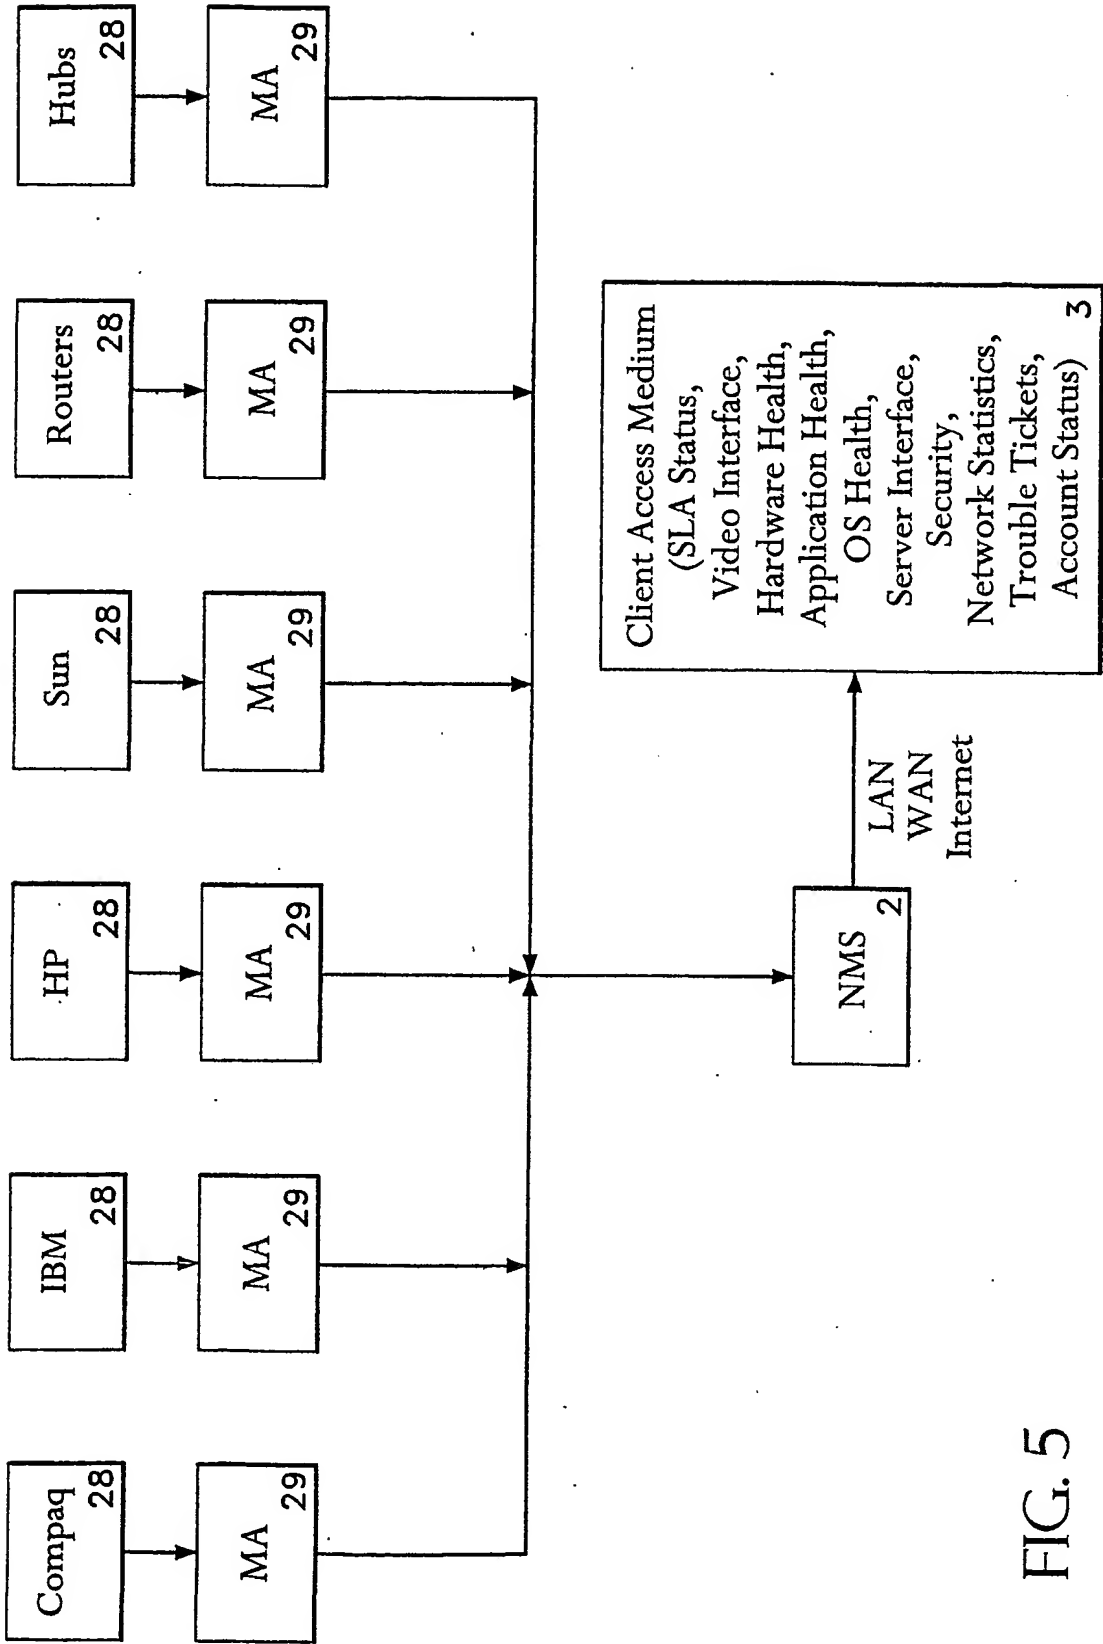 Compaq
28
IBM
28
HP
28
Sun
28
Routers
28
Hubs
28
MA
29
MA
29
MA
29
MA
29
MA
29
MA
29
NMS
2
LAN
WAN
Internet
Client Access Medium
(SLA Status,
Video Interface,
Hardware Health,
Application Health,
OS Health,
Server Interface,
Security,
Network Statistics,
Trouble Tickets,
Account Status)
3
FIG. 5